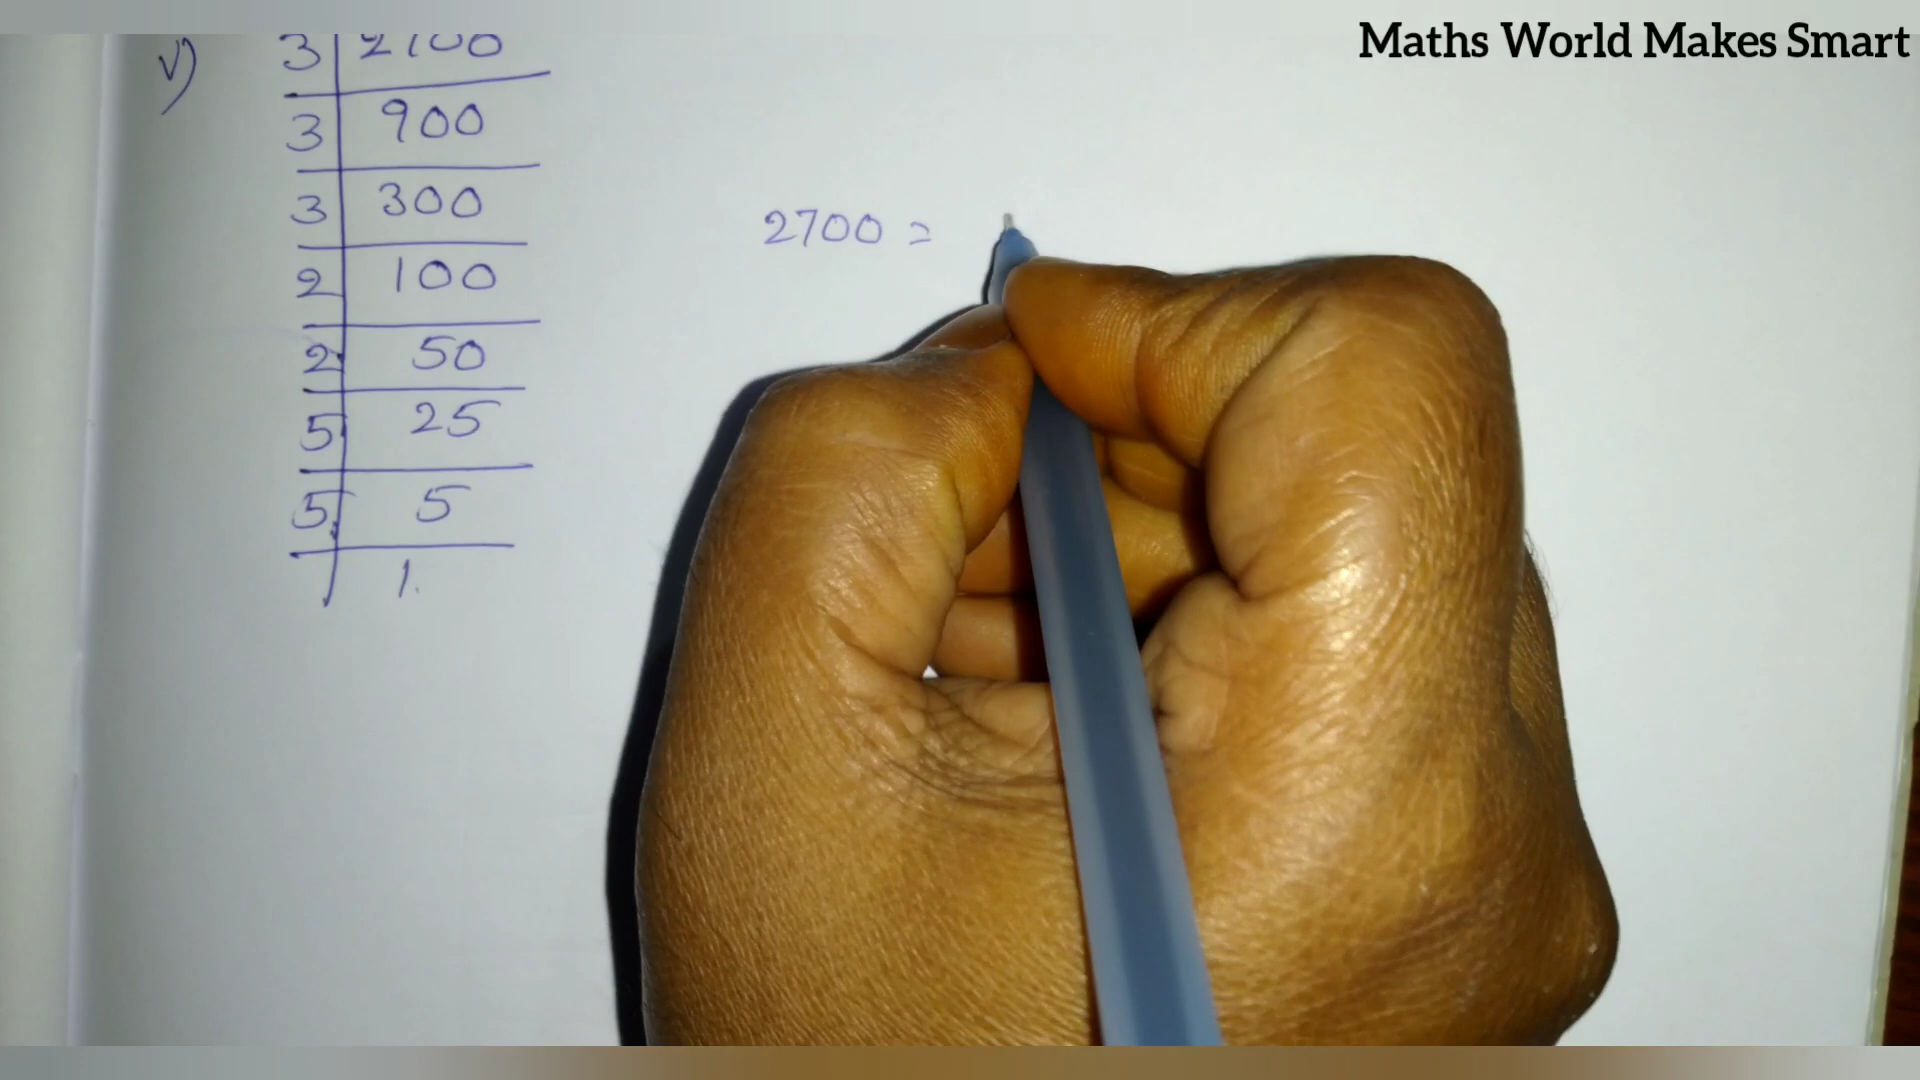 Maths World Makes Smart
v) 3 | 2700
3 | 900
3 | 300
2 | 100
2 | 50
5 | 25
5 | 5
1.
2700 =